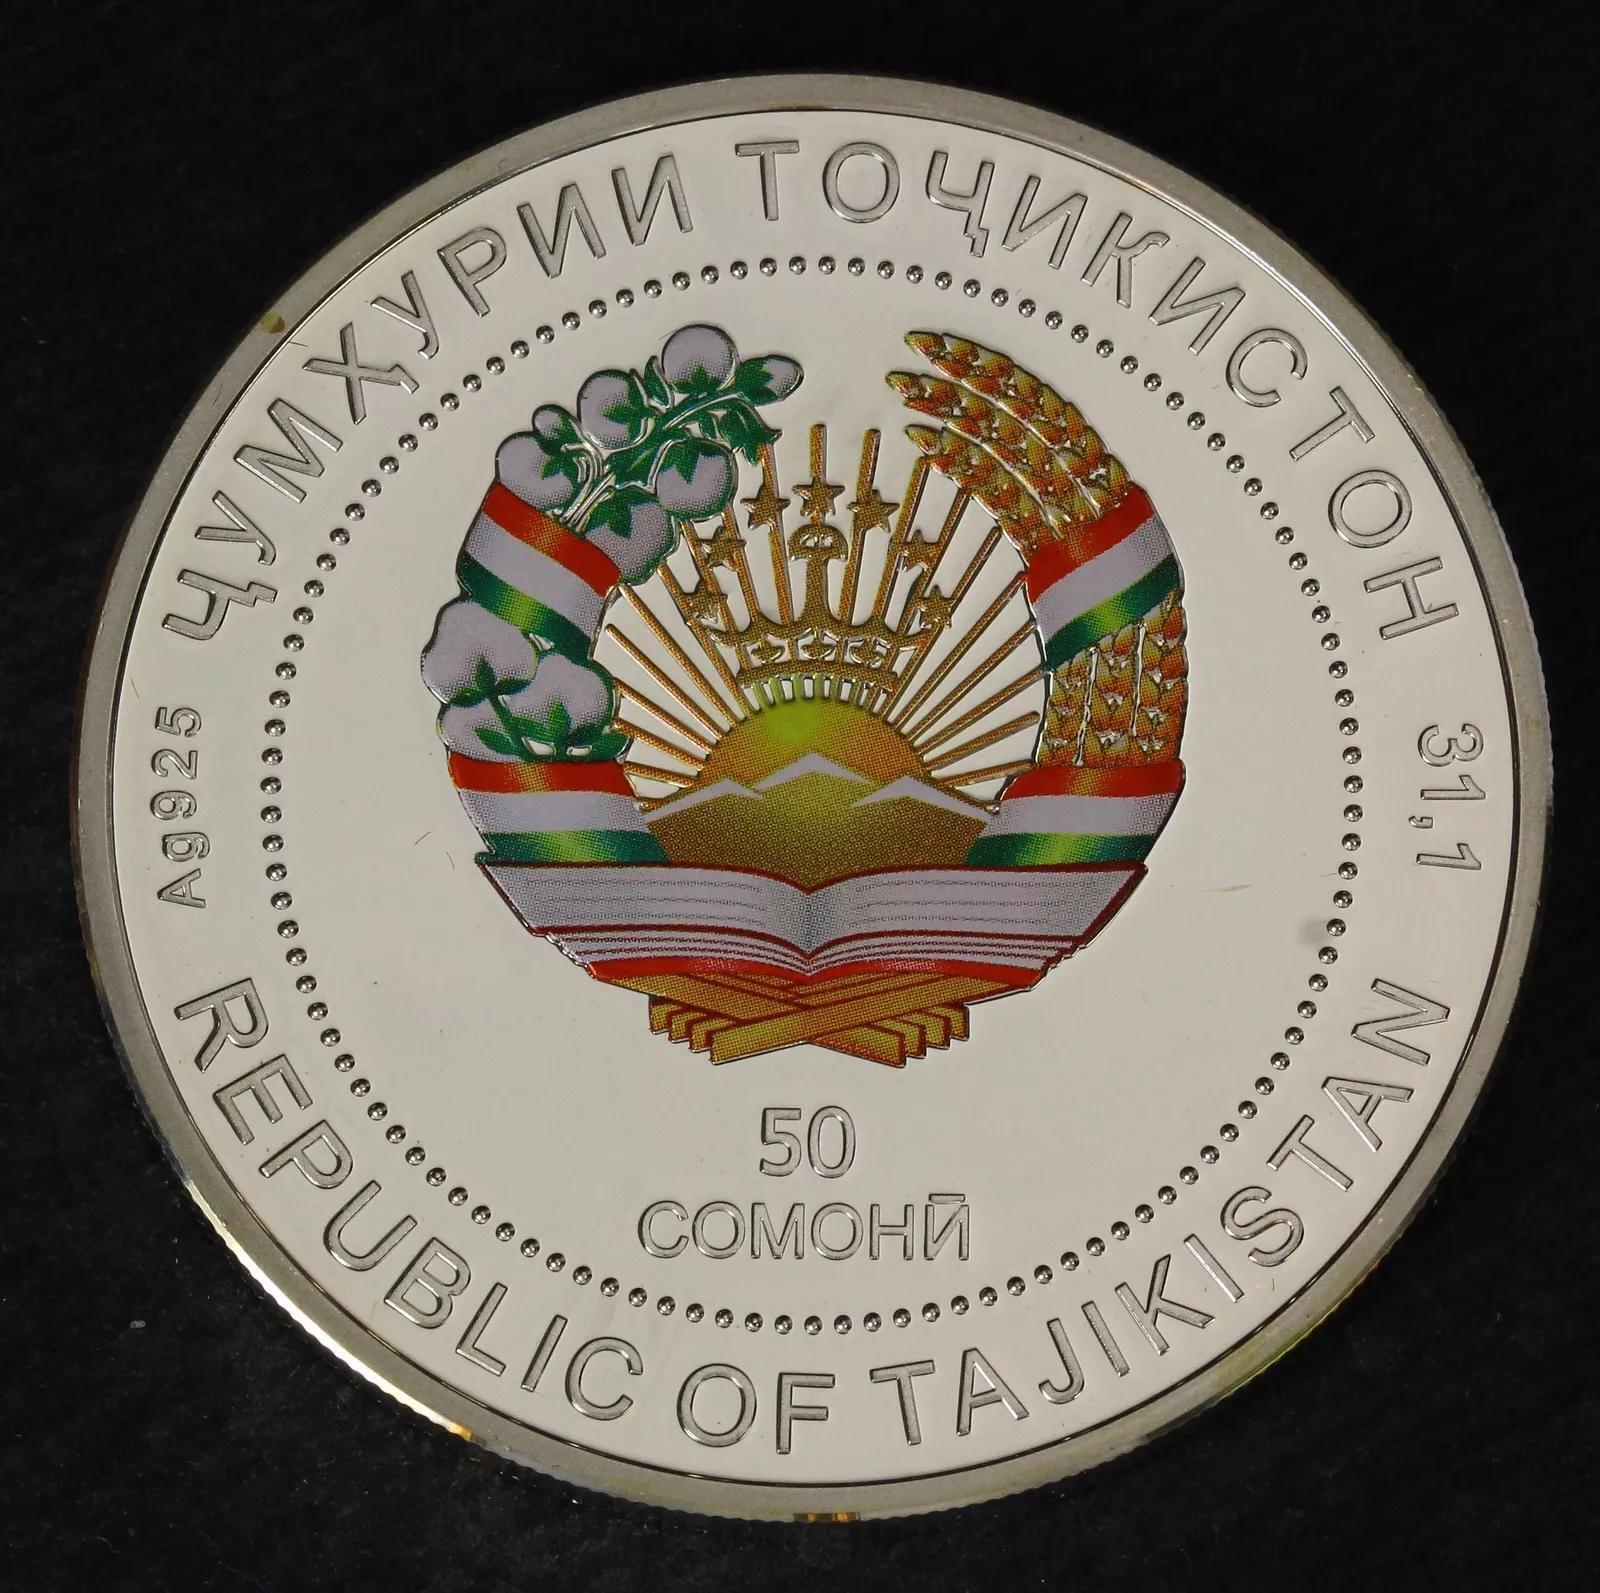 ҶУМҲУРИИ ТОҶИКИСТОН
Ag925
31,1
50
СОМОНӢ
REPUBLIC OF TAJIKISTAN